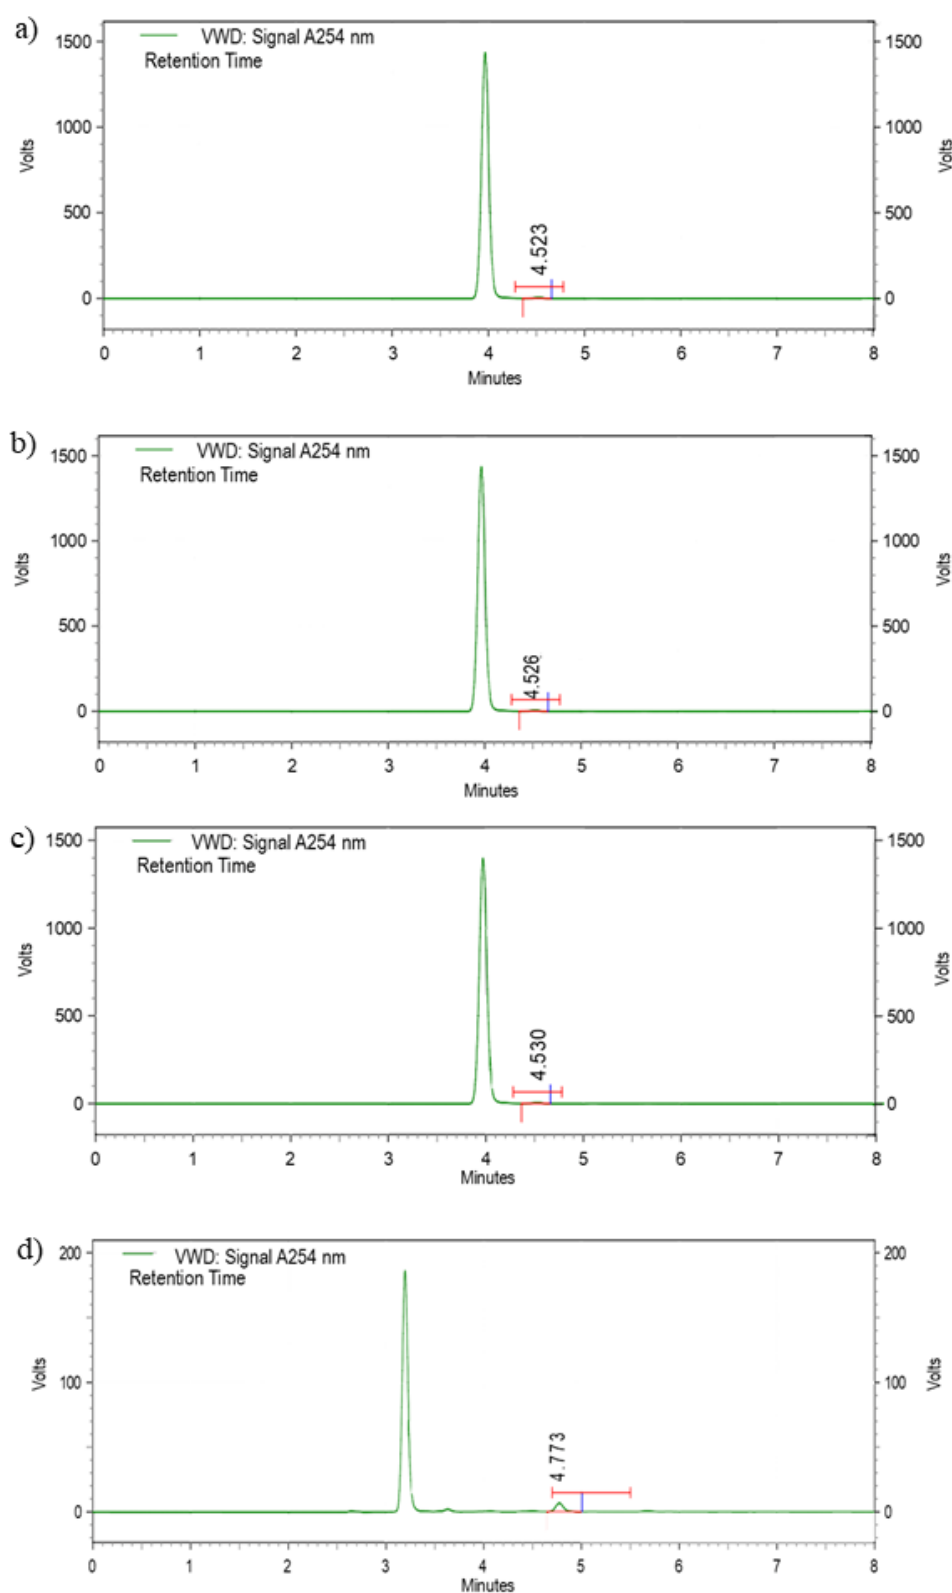 a)
VWD: Signal A254 nm
Retention Time
1500 1500
1000 1000
Volts Volts
500 500
4.523
0 0
0 1 2 3 4 5 6 7 8
Minutes
b)
VWD: Signal A254 nm
Retention Time
1500 1500
1000 1000
Volts Volts
500 500
4.526
0 0
0 1 2 3 4 5 6 7 8
Minutes
c)
VWD: Signal A254 nm
Retention Time
1500 1500
1000 1000
Volts Volts
500 500
4.530
0 0
0 1 2 3 4 5 6 7 8
Minutes
d)
VWD: Signal A254 nm
Retention Time
200 200
Volts Volts
100 100
4.773
0 0
0 1 2 3 4 5 6 7 8
Minutes